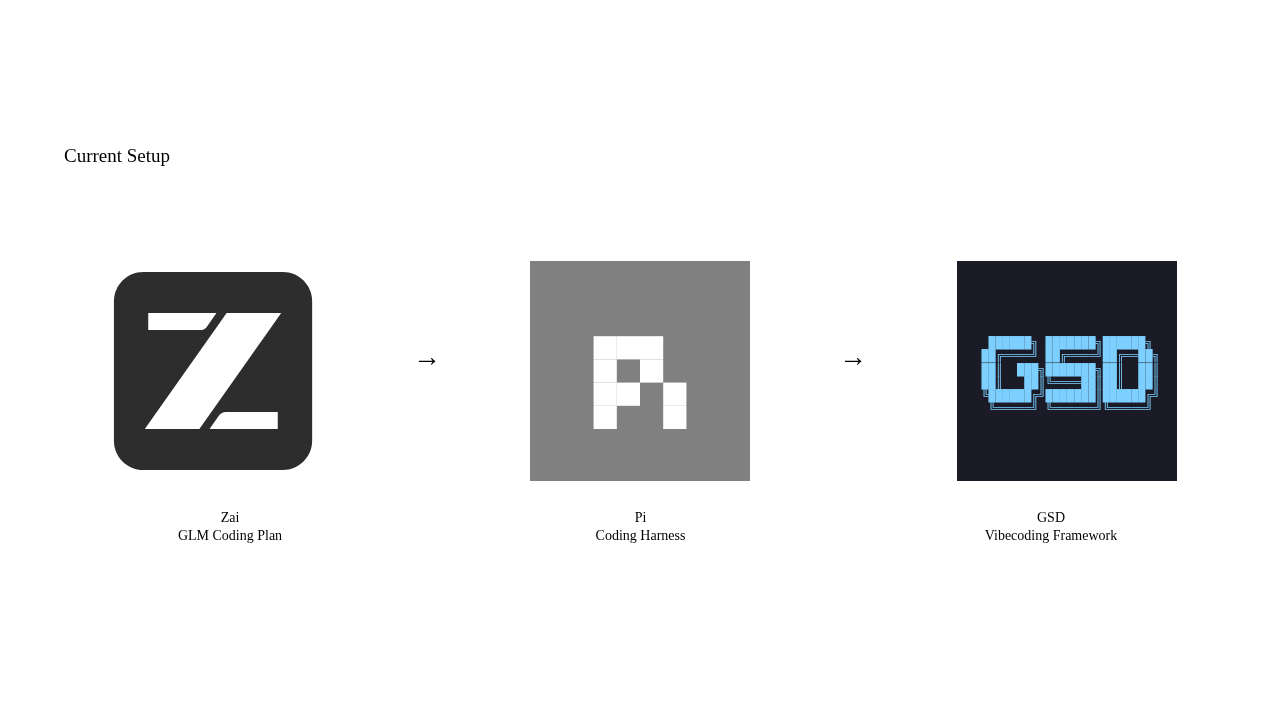 Current Setup
Z
→
→
GSD
Zai
GLM Coding Plan
Pi
Coding Harness
GSD
Vibecoding Framework